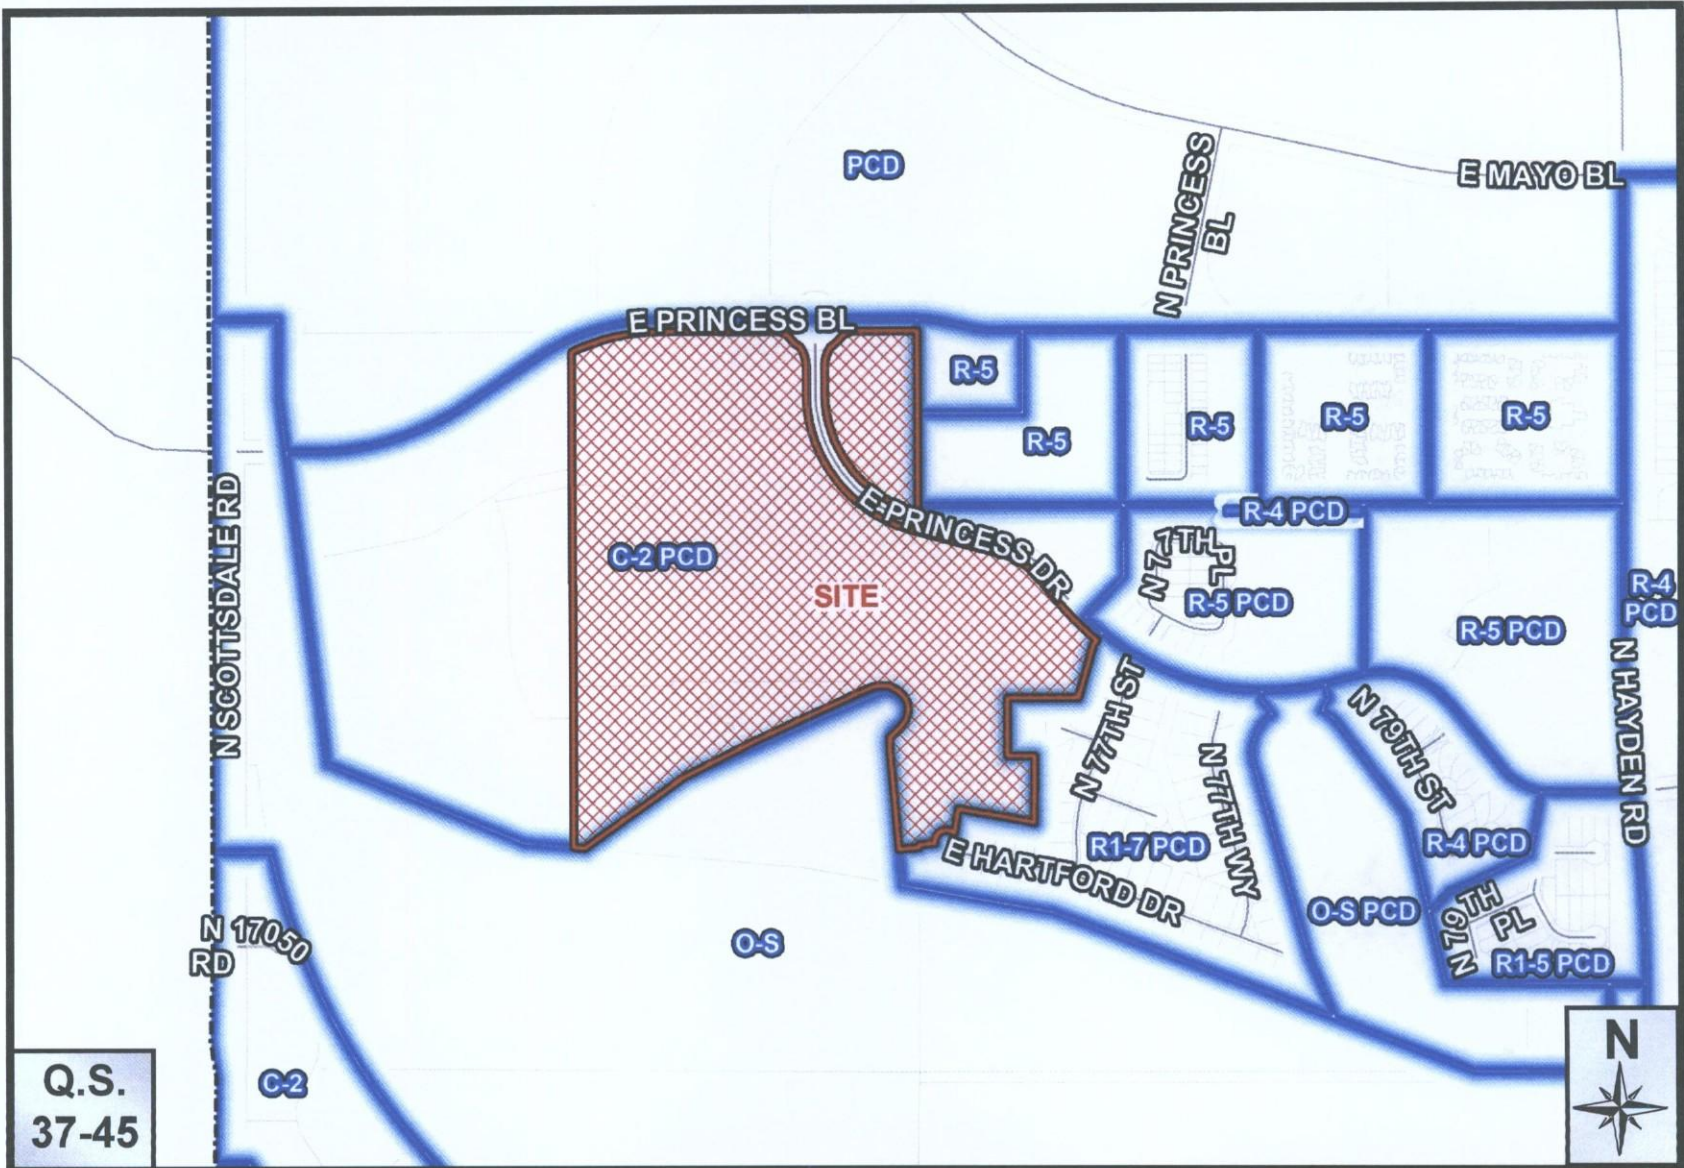 PCD
E MAYO BL
N PRINCESS
BL
E PRINCESS BL
R-5
R-5
R-5
R-5
R-5
E PRINCESS DR
R-4 PCD
N 77TH PL
C-2 PCD
SITE
R-5 PCD
R-5 PCD
R-4
PCD
N SCOTTSDALE RD
N HAYDEN RD
N 77TH ST
N 77TH WY
N 79TH ST
R1-7 PCD
R-4 PCD
E HARTFORD DR
O-S PCD
N 79TH PL
R1-5 PCD
N 17050
RD
O-S
C-2
Q.S.
37-45
N